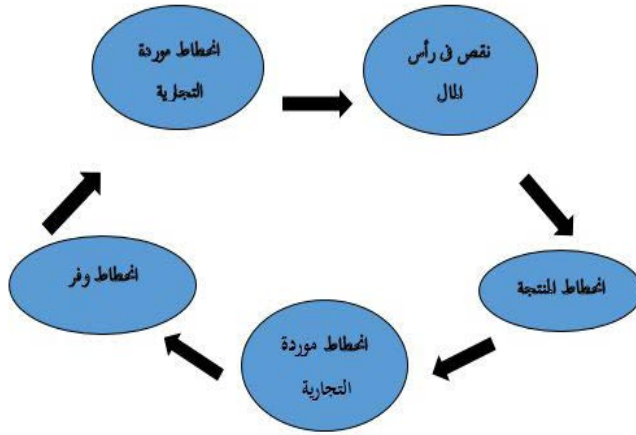 انحطاط موردة
التجارية
نقص فى رأس
المال
انحطاط المنتجة
انحطاط موردة
التجارية
انحطاط وفر